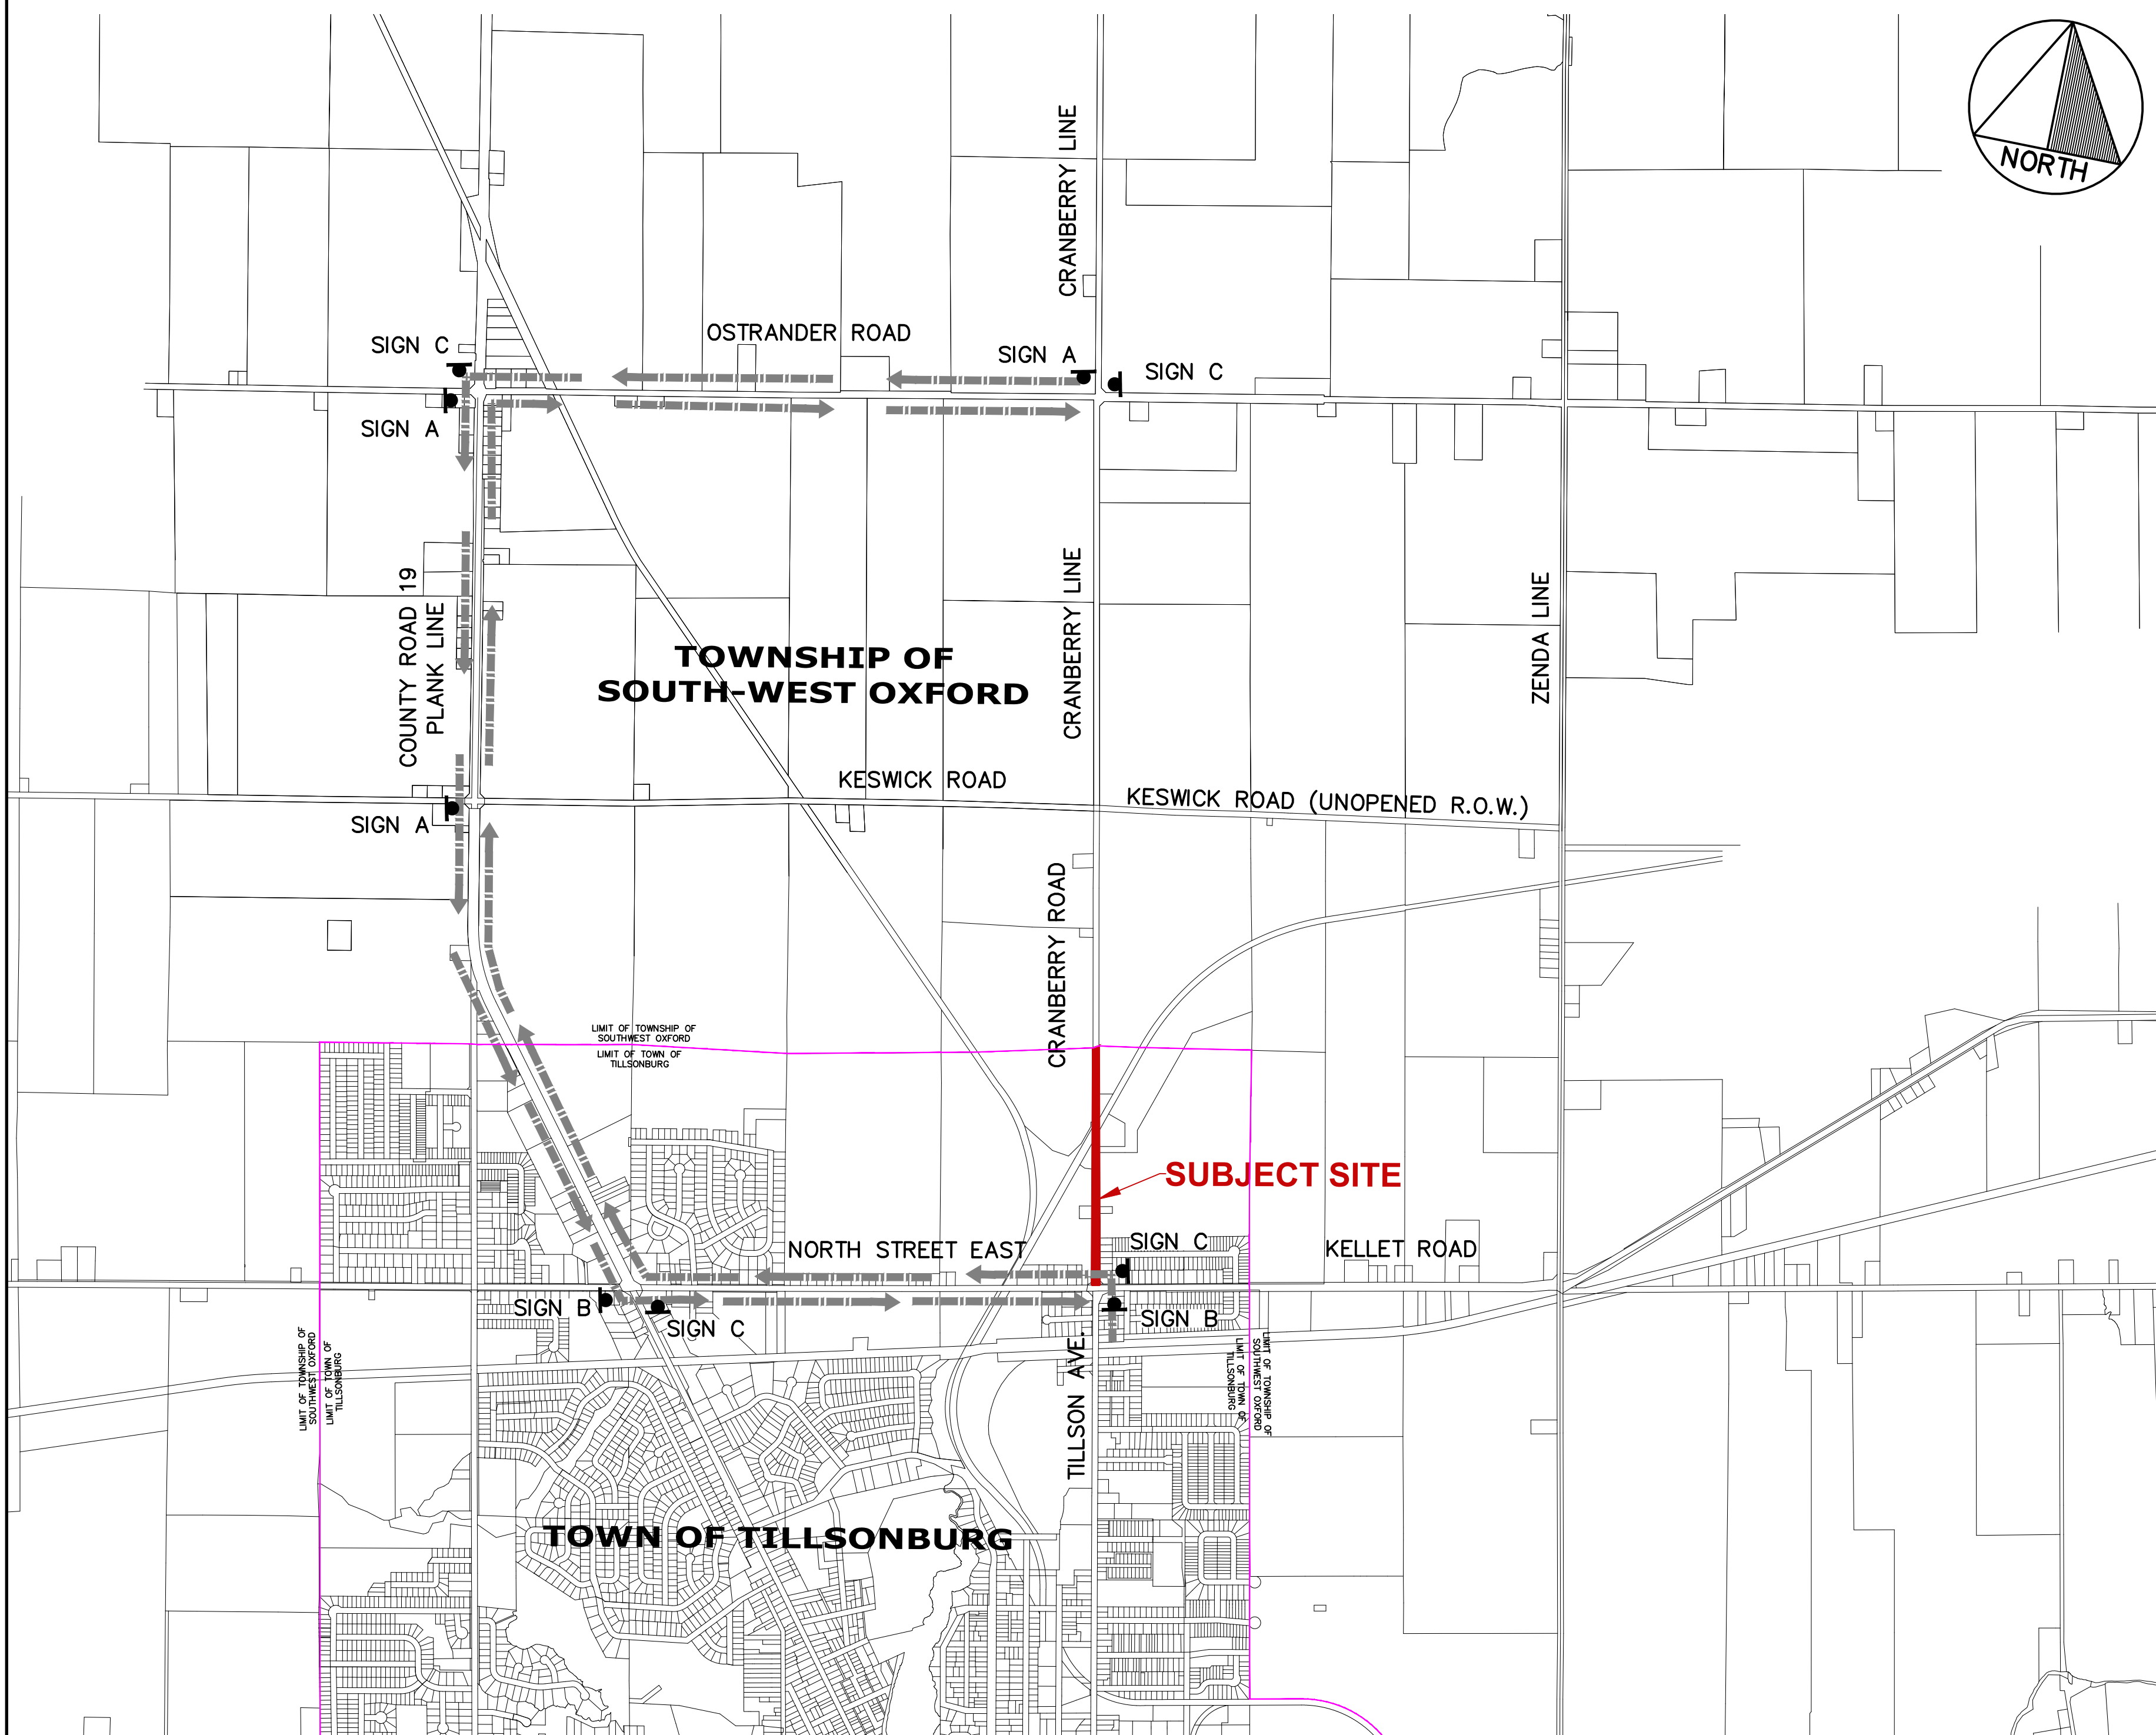 NORTH
CRANBERRY LINE
OSTRANDER ROAD
SIGN C
SIGN A
SIGN C
SIGN A
COUNTY ROAD 19
PLANK LINE
TOWNSHIP OF
SOUTH-WEST OXFORD
CRANBERRY LINE
ZENDA LINE
KESWICK ROAD
KESWICK ROAD (UNOPENED R.O.W.)
SIGN A
CRANBERRY ROAD
LIMIT OF TOWNSHIP OF
SOUTHWEST OXFORD
LIMIT OF TOWN OF
TILLSONBURG
SUBJECT SITE
NORTH STREET EAST
SIGN C
KELLET ROAD
SIGN B
SIGN C
SIGN B
LIMIT OF TOWNSHIP OF
SOUTHWEST OXFORD
LIMIT OF TOWN OF
TILLSONBURG
TILLSON AVE.
LIMIT OF TOWNSHIP OF
SOUTHWEST OXFORD
LIMIT OF TOWN OF
TILLSONBURG
TOWN OF TILLSONBURG